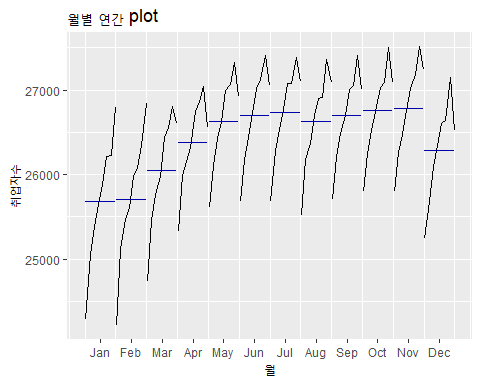 월별 연간 plot
27000
26000
25000
취업자수
Jan Feb Mar Apr May Jun Jul Aug Sep Oct Nov Dec
월